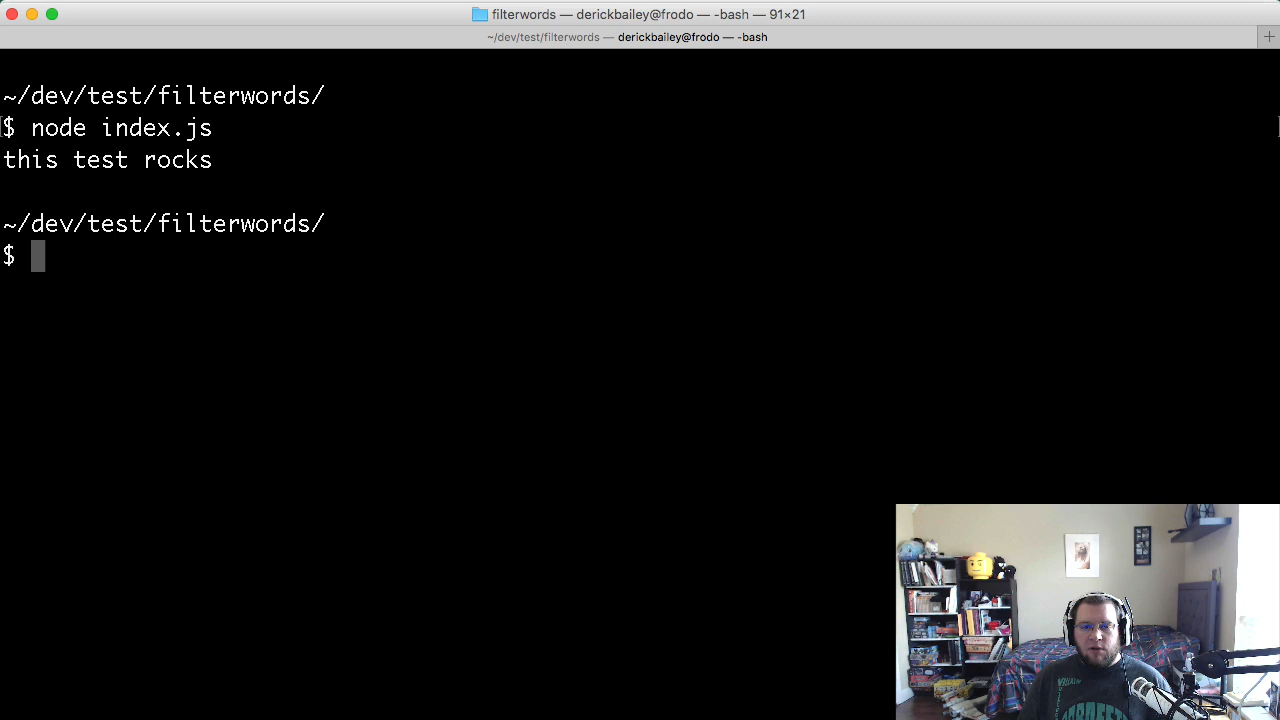 filterwords — derickbailey@frodo — -bash — 91×21
~/dev/test/filterwords — derickbailey@frodo — -bash
~/dev/test/filterwords/
$ node index.js
this test rocks
~/dev/test/filterwords/
$
VILLAIN